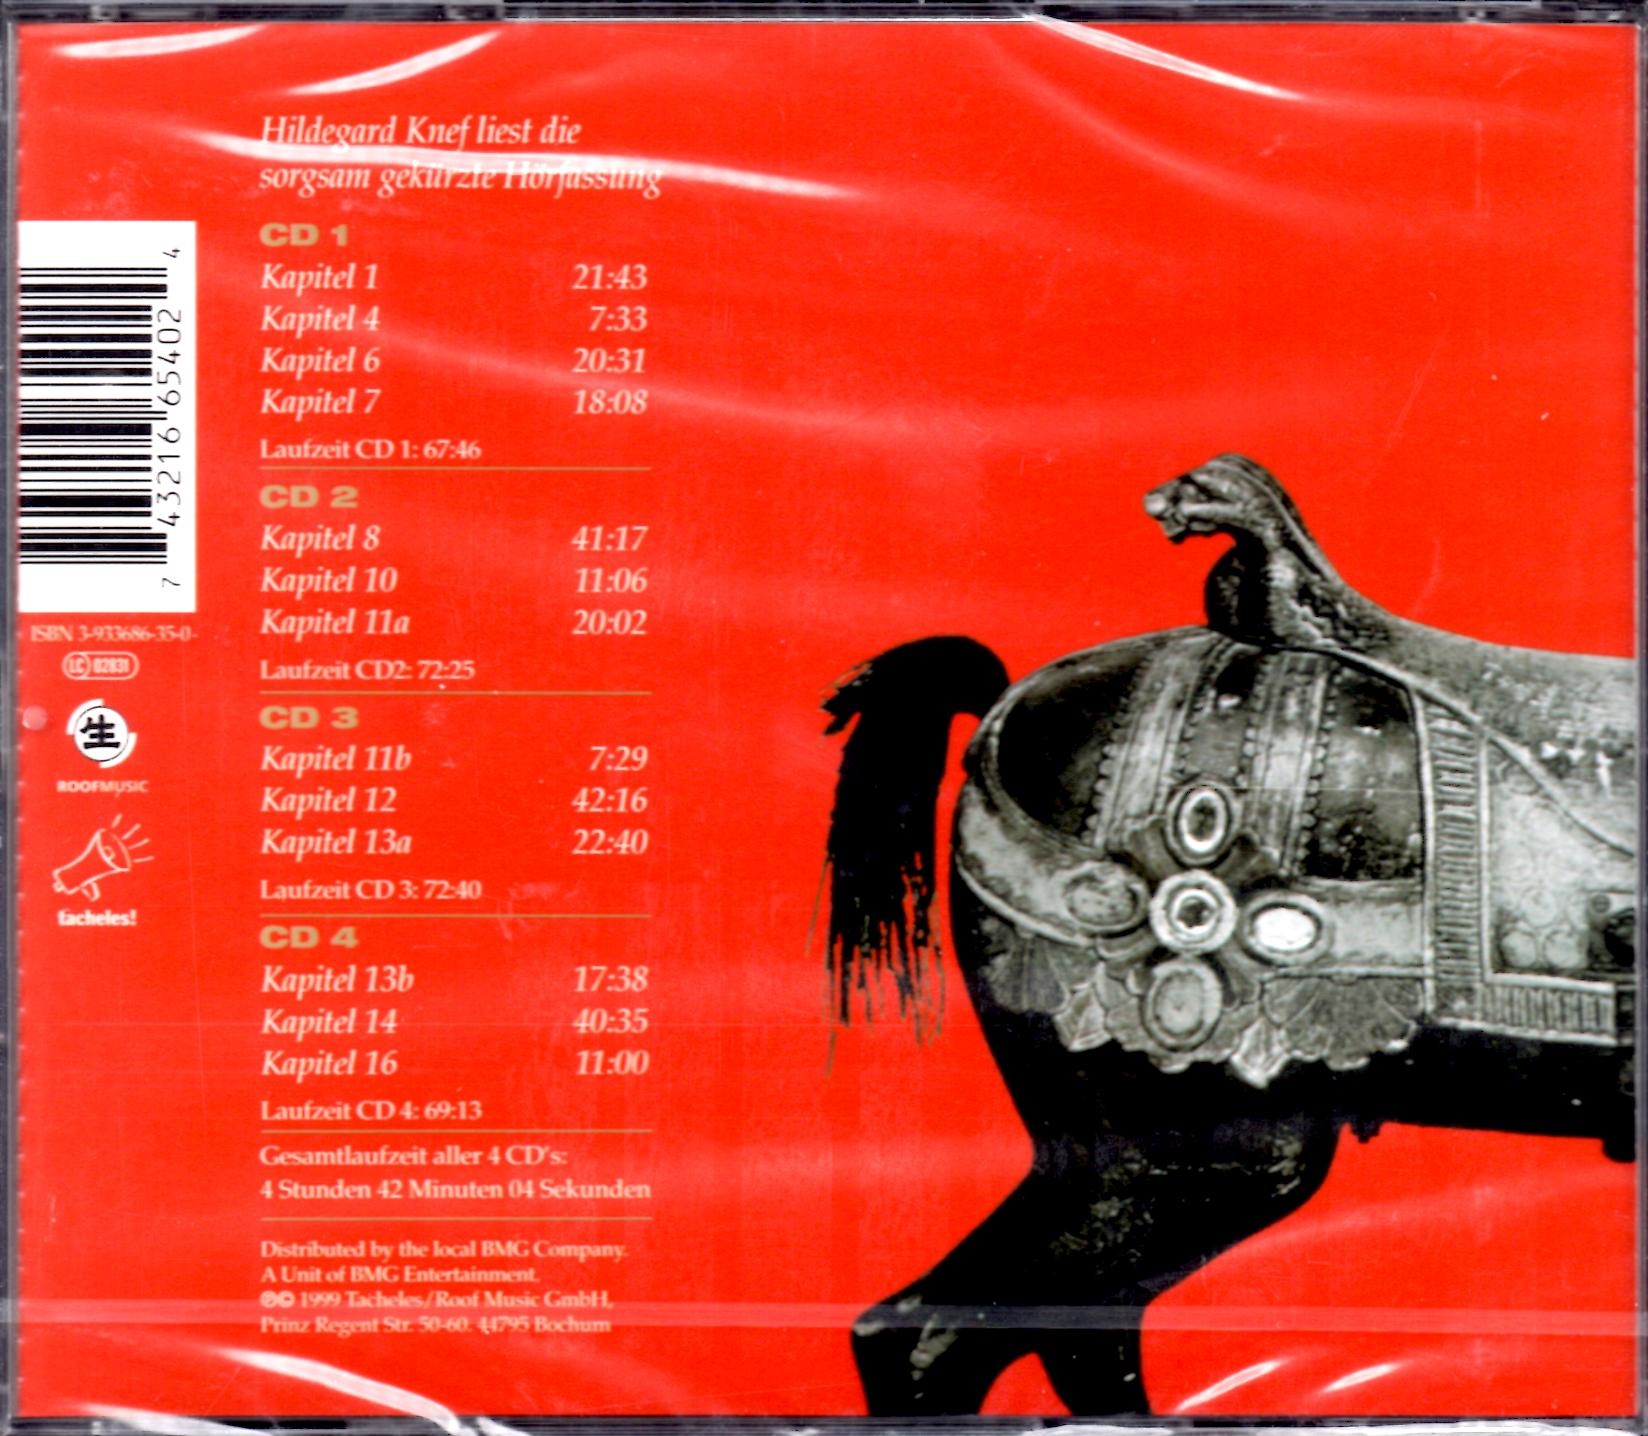 Hildegard Knef liest die
sorgsam gekürzte Hörfassung
CD 1
Kapitel 1 21:43
Kapitel 4 7:33
Kapitel 6 20:31
Kapitel 7 18:08
Laufzeit CD 1: 67:46
CD 2
Kapitel 8 41:17
Kapitel 10 11:06
Kapitel 11a 20:02
Laufzeit CD2: 72:25
CD 3
Kapitel 11b 7:29
Kapitel 12 42:16
Kapitel 13a 22:40
Laufzeit CD 3: 72:40
CD 4
Kapitel 13b 17:38
Kapitel 14 40:35
Kapitel 16 11:00
Laufzeit CD 4: 69:13
Gesamtlaufzeit aller 4 CD's:
4 Stunden 42 Minuten 04 Sekunden
Distributed by the local BMG Company.
A Unit of BMG Entertainment.
℗© 1999 Tacheles/Roof Music GmbH,
Prinz Regent Str. 50-60. 44795 Bochum
7 43216 65402 4
ISBN 3-933686-35-0-
LC 02831
生
ROOFMUSIC
tacheles!